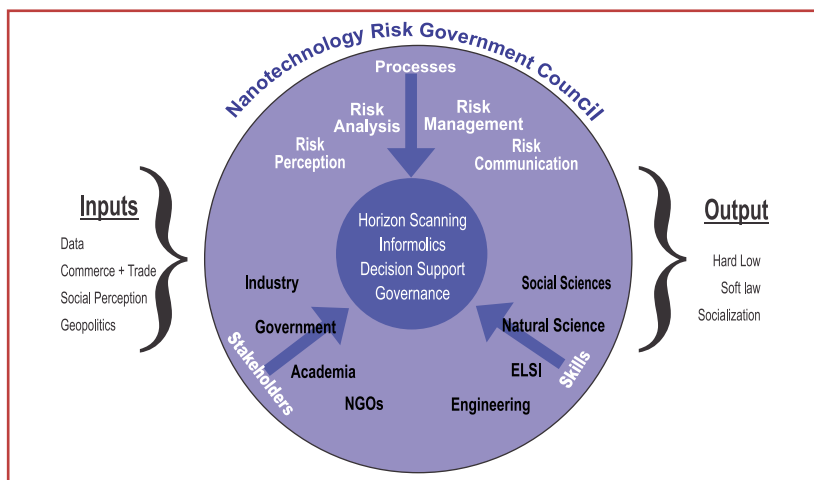 Nanotechnology Risk Government Council
Processes
Risk
Analysis
Risk
Management
Risk
Perception
Risk
Communication
Inputs
Data
Commerce + Trade
Social Perception
Geopolitics
Horizon Scanning
Informolics
Decision Support
Governance
Industry
Government
Academia
NGOs
Stakeholders
Social Sciences
Natural Science
ELSI
Engineering
Skills
Output
Hard Low
Soft law
Socialization